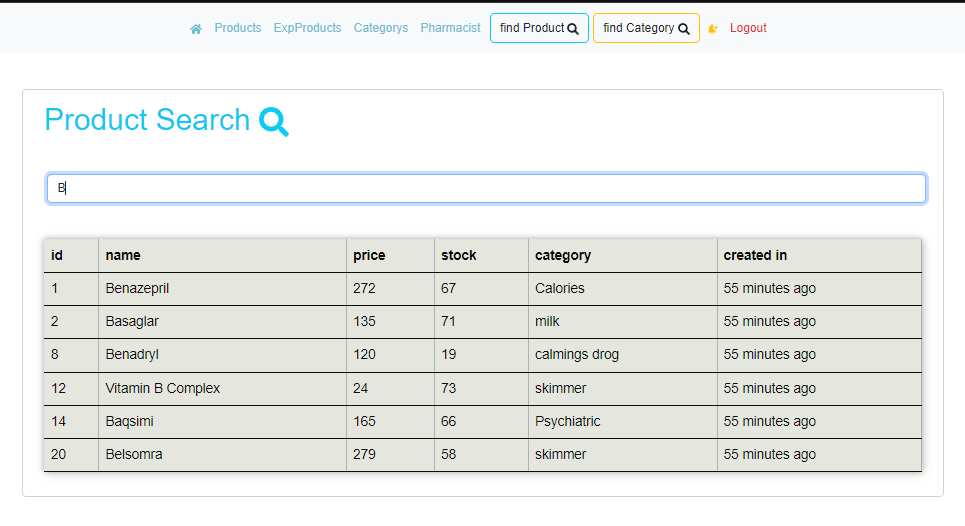 Products ExpProducts Categorys Pharmacist find Product find Category Logout
Product Search
B
id name price stock category created in
1 Benazepril 272 67 Calories 55 minutes ago
2 Basaglar 135 71 milk 55 minutes ago
8 Benadryl 120 19 calmings drog 55 minutes ago
12 Vitamin B Complex 24 73 skimmer 55 minutes ago
14 Baqsimi 165 66 Psychiatric 55 minutes ago
20 Belsomra 279 58 skimmer 55 minutes ago